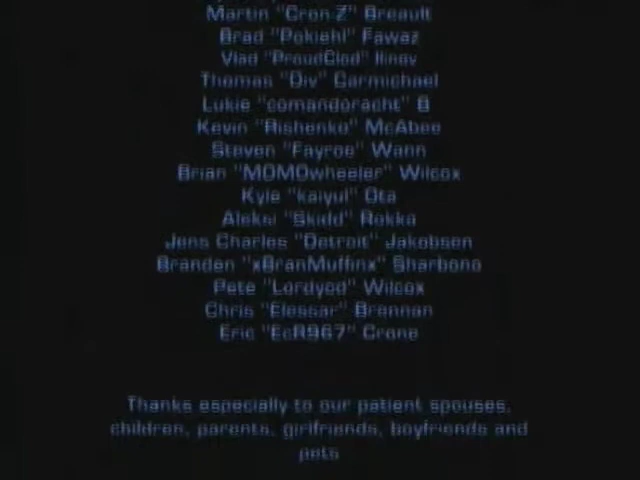 Martin "Cron Z" Breault
Brad "Pokiehl" Fawaz
Vlad "ProudClod" Ilnov
Thomas "Div" Carmichael
Lukie "comandoracht" B
Kevin "Rishenko" McAbee
Steven "Fayroe" Wann
Brian "MOMOwheeler" Wilcox
Kyle "kaiyul" Ota
Aleksi "Skidd" Rokka
Jens Charles "Detroit" Jakobsen
Branden "xBranMuffinx" Sharbono
Pete "Lordyod" Wilcox
Chris "Elessar" Brennan
Eric "EcR967" Crone
Thanks especially to our patient spouses,
children, parents, girlfriends, boyfriends and
pets